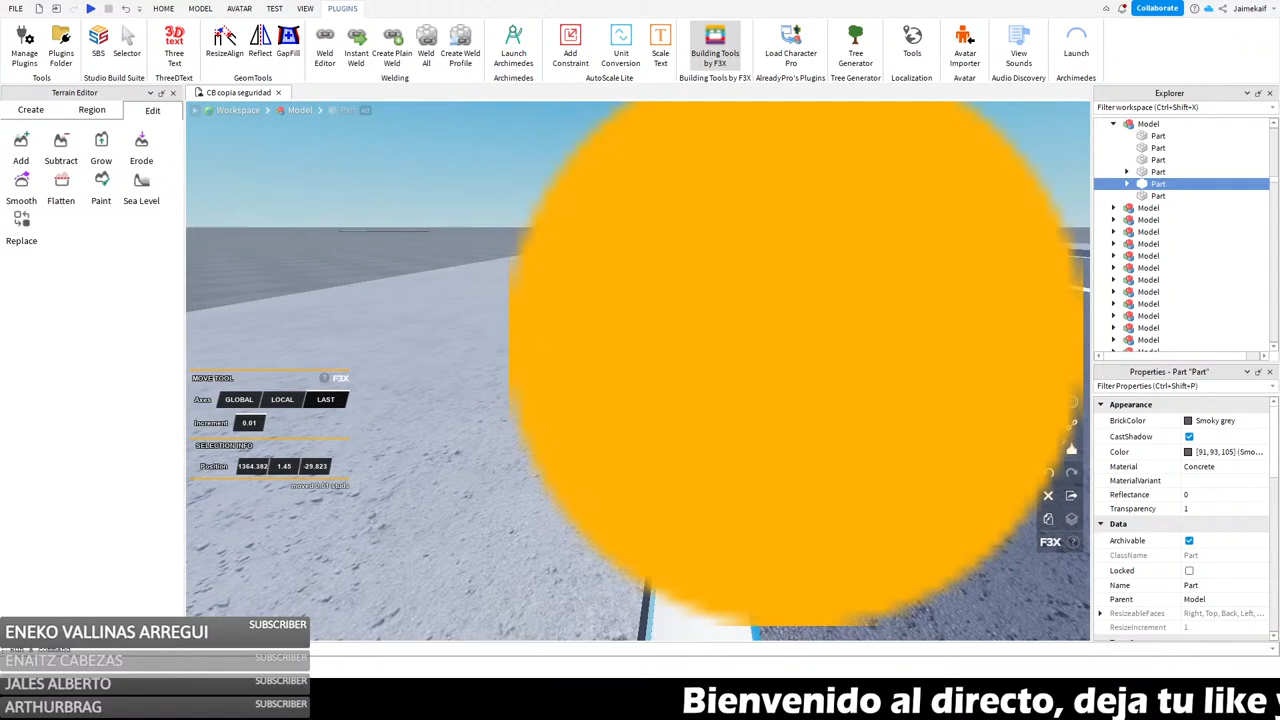 FILE HOME MODEL AVATAR TEST VIEW PLUGINS Collaborate Jaimekaif
Manage Plugins Plugins Folder SBS Selector Three Text ResizeAlign Reflect GapFill Weld Editor Instant Weld Create Plain Weld Weld All Create Weld Profile Launch Archimedes Add Constraint Unit Conversion Scale Text Building Tools by F3X Load Character Pro Tree Generator Tools Avatar Importer View Sounds Launch
Tools Studio Build Suite ThreeDText GeomTools Welding Archimedes AutoScale Lite Building Tools by F3X AlreadyPro's Plugins Tree Generator Localization Avatar Audio Discovery Archimedes
Terrain Editor
Create Region Edit
Add Subtract Grow Erode
Smooth Flatten Paint Sea Level
Replace
CB copia seguridad
Workspace Model Part
MOVE TOOL F3X
Axes GLOBAL LOCAL LAST
Increment 0.01
SELECTION INFO
Position 1364.382 1.45 -29.823
moved 0.01 studs
F3X
Explorer
Filter workspace (Ctrl+Shift+X)
Model
Part
Part
Part
Part
Part
Part
Model
Model
Model
Model
Model
Model
Model
Model
Model
Model
Model
Model
Properties - Part "Part"
Filter Properties (Ctrl+Shift+P)
Appearance
BrickColor Smoky grey
CastShadow
Color [91, 93, 105] (Smo...
Material Concrete
MaterialVariant
Reflectance 0
Transparency 1
Data
Archivable
ClassName Part
Locked
Name Part
Parent Model
ResizeableFaces Right, Top, Back, Left, ...
ResizeIncrement 1
ENEKO VALLINAS ARREGUI SUBSCRIBER
ENAITZ CABEZAS SUBSCRIBER
JALES ALBERTO SUBSCRIBER
ARTHURBRAG SUBSCRIBER
Bienvenido al directo, deja tu like